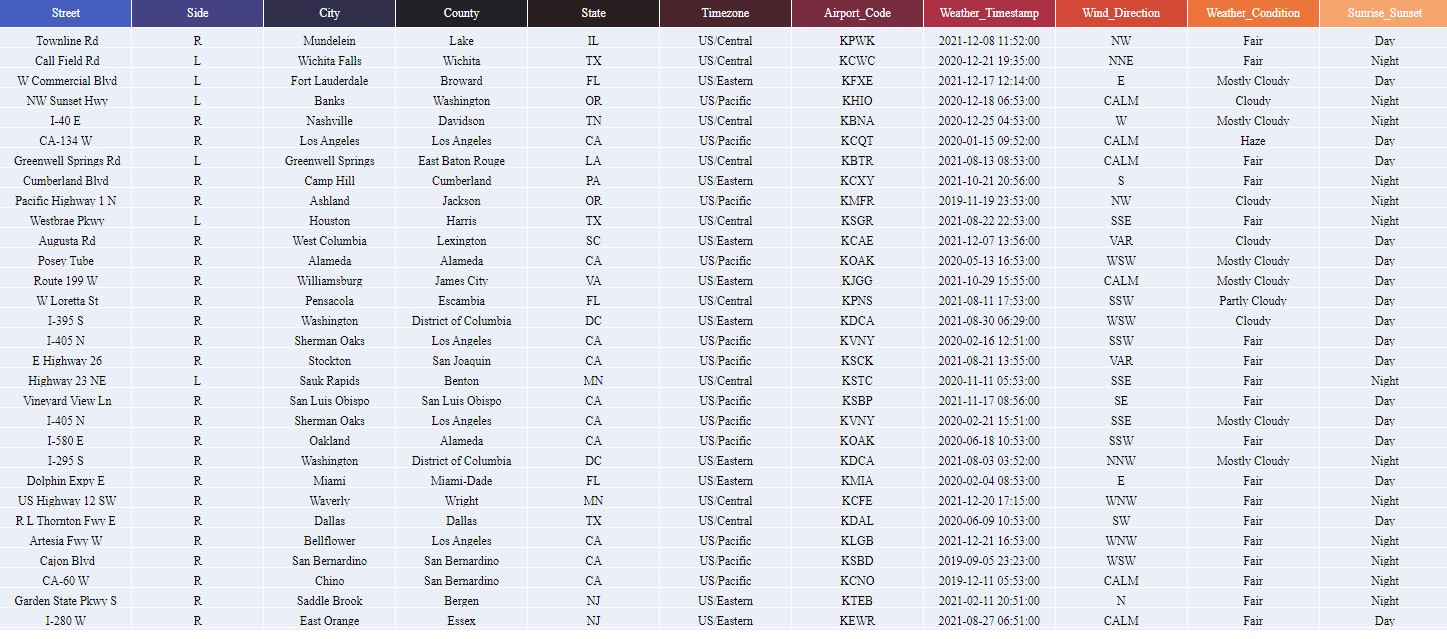 Street Side City County State Timezone Airport_Code Weather_Timestamp Wind_Direction Weather_Condition Sunrise_Sunset
Townline Rd R Mundelein Lake IL US/Central KPWK 2021-12-08 11:52:00 NW Fair Day
Call Field Rd L Wichita Falls Wichita TX US/Central KCWC 2020-12-21 19:35:00 NNE Fair Night
W Commercial Blvd L Fort Lauderdale Broward FL US/Eastern KFXE 2021-12-17 12:14:00 E Mostly Cloudy Day
NW Sunset Hwy L Banks Washington OR US/Pacific KHIO 2020-12-18 06:53:00 CALM Cloudy Night
I-40 E R Nashville Davidson TN US/Central KBNA 2020-12-25 04:53:00 W Mostly Cloudy Night
CA-134 W R Los Angeles Los Angeles CA US/Pacific KCQT 2020-01-15 09:52:00 CALM Haze Day
Greenwell Springs Rd L Greenwell Springs East Baton Rouge LA US/Central KBTR 2021-08-13 08:53:00 CALM Fair Day
Cumberland Blvd R Camp Hill Cumberland PA US/Eastern KCXY 2021-10-21 20:56:00 S Fair Night
Pacific Highway 1 N R Ashland Jackson OR US/Pacific KMFR 2019-11-19 23:53:00 NW Cloudy Night
Westbrae Pkwy L Houston Harris TX US/Central KSGR 2021-08-22 22:53:00 SSE Fair Night
Augusta Rd R West Columbia Lexington SC US/Eastern KCAE 2021-12-07 13:56:00 VAR Cloudy Day
Posey Tube R Alameda Alameda CA US/Pacific KOAK 2020-05-13 16:53:00 WSW Mostly Cloudy Day
Route 199 W R Williamsburg James City VA US/Eastern KJGG 2021-10-29 15:55:00 CALM Mostly Cloudy Day
W Loretta St R Pensacola Escambia FL US/Central KPNS 2021-08-11 17:53:00 SSW Partly Cloudy Day
I-395 S R Washington District of Columbia DC US/Eastern KDCA 2021-08-30 06:29:00 WSW Cloudy Day
I-405 N R Sherman Oaks Los Angeles CA US/Pacific KVNY 2020-02-16 12:51:00 SSW Fair Day
E Highway 26 R Stockton San Joaquin CA US/Pacific KSCK 2021-08-21 13:55:00 VAR Fair Day
Highway 23 NE L Sauk Rapids Benton MN US/Central KSTC 2020-11-11 05:53:00 SSE Fair Night
Vineyard View Ln R San Luis Obispo San Luis Obispo CA US/Pacific KSBP 2021-11-17 08:56:00 SE Fair Day
I-405 N R Sherman Oaks Los Angeles CA US/Pacific KVNY 2020-02-21 15:51:00 SSE Mostly Cloudy Day
I-580 E R Oakland Alameda CA US/Pacific KOAK 2020-06-18 10:53:00 SSW Fair Day
I-295 S R Washington District of Columbia DC US/Eastern KDCA 2021-08-03 03:52:00 NNW Mostly Cloudy Night
Dolphin Expy E R Miami Miami-Dade FL US/Eastern KMIA 2020-02-04 08:53:00 E Fair Day
US Highway 12 SW R Waverly Wright MN US/Central KCFE 2021-12-20 17:15:00 WNW Fair Night
R L Thornton Fwy E R Dallas Dallas TX US/Central KDAL 2020-06-09 10:53:00 SW Fair Day
Artesia Fwy W R Bellflower Los Angeles CA US/Pacific KLGB 2021-12-21 16:53:00 WNW Fair Night
Cajon Blvd R San Bernardino San Bernardino CA US/Pacific KSBD 2019-09-05 23:23:00 WSW Fair Night
CA-60 W R Chino San Bernardino CA US/Pacific KCNO 2019-12-11 05:53:00 CALM Fair Night
Garden State Pkwy S R Saddle Brook Bergen NJ US/Eastern KTEB 2021-02-11 20:51:00 N Fair Night
I-280 W R East Orange Essex NJ US/Eastern KEWR 2021-08-27 06:51:00 CALM Fair Day